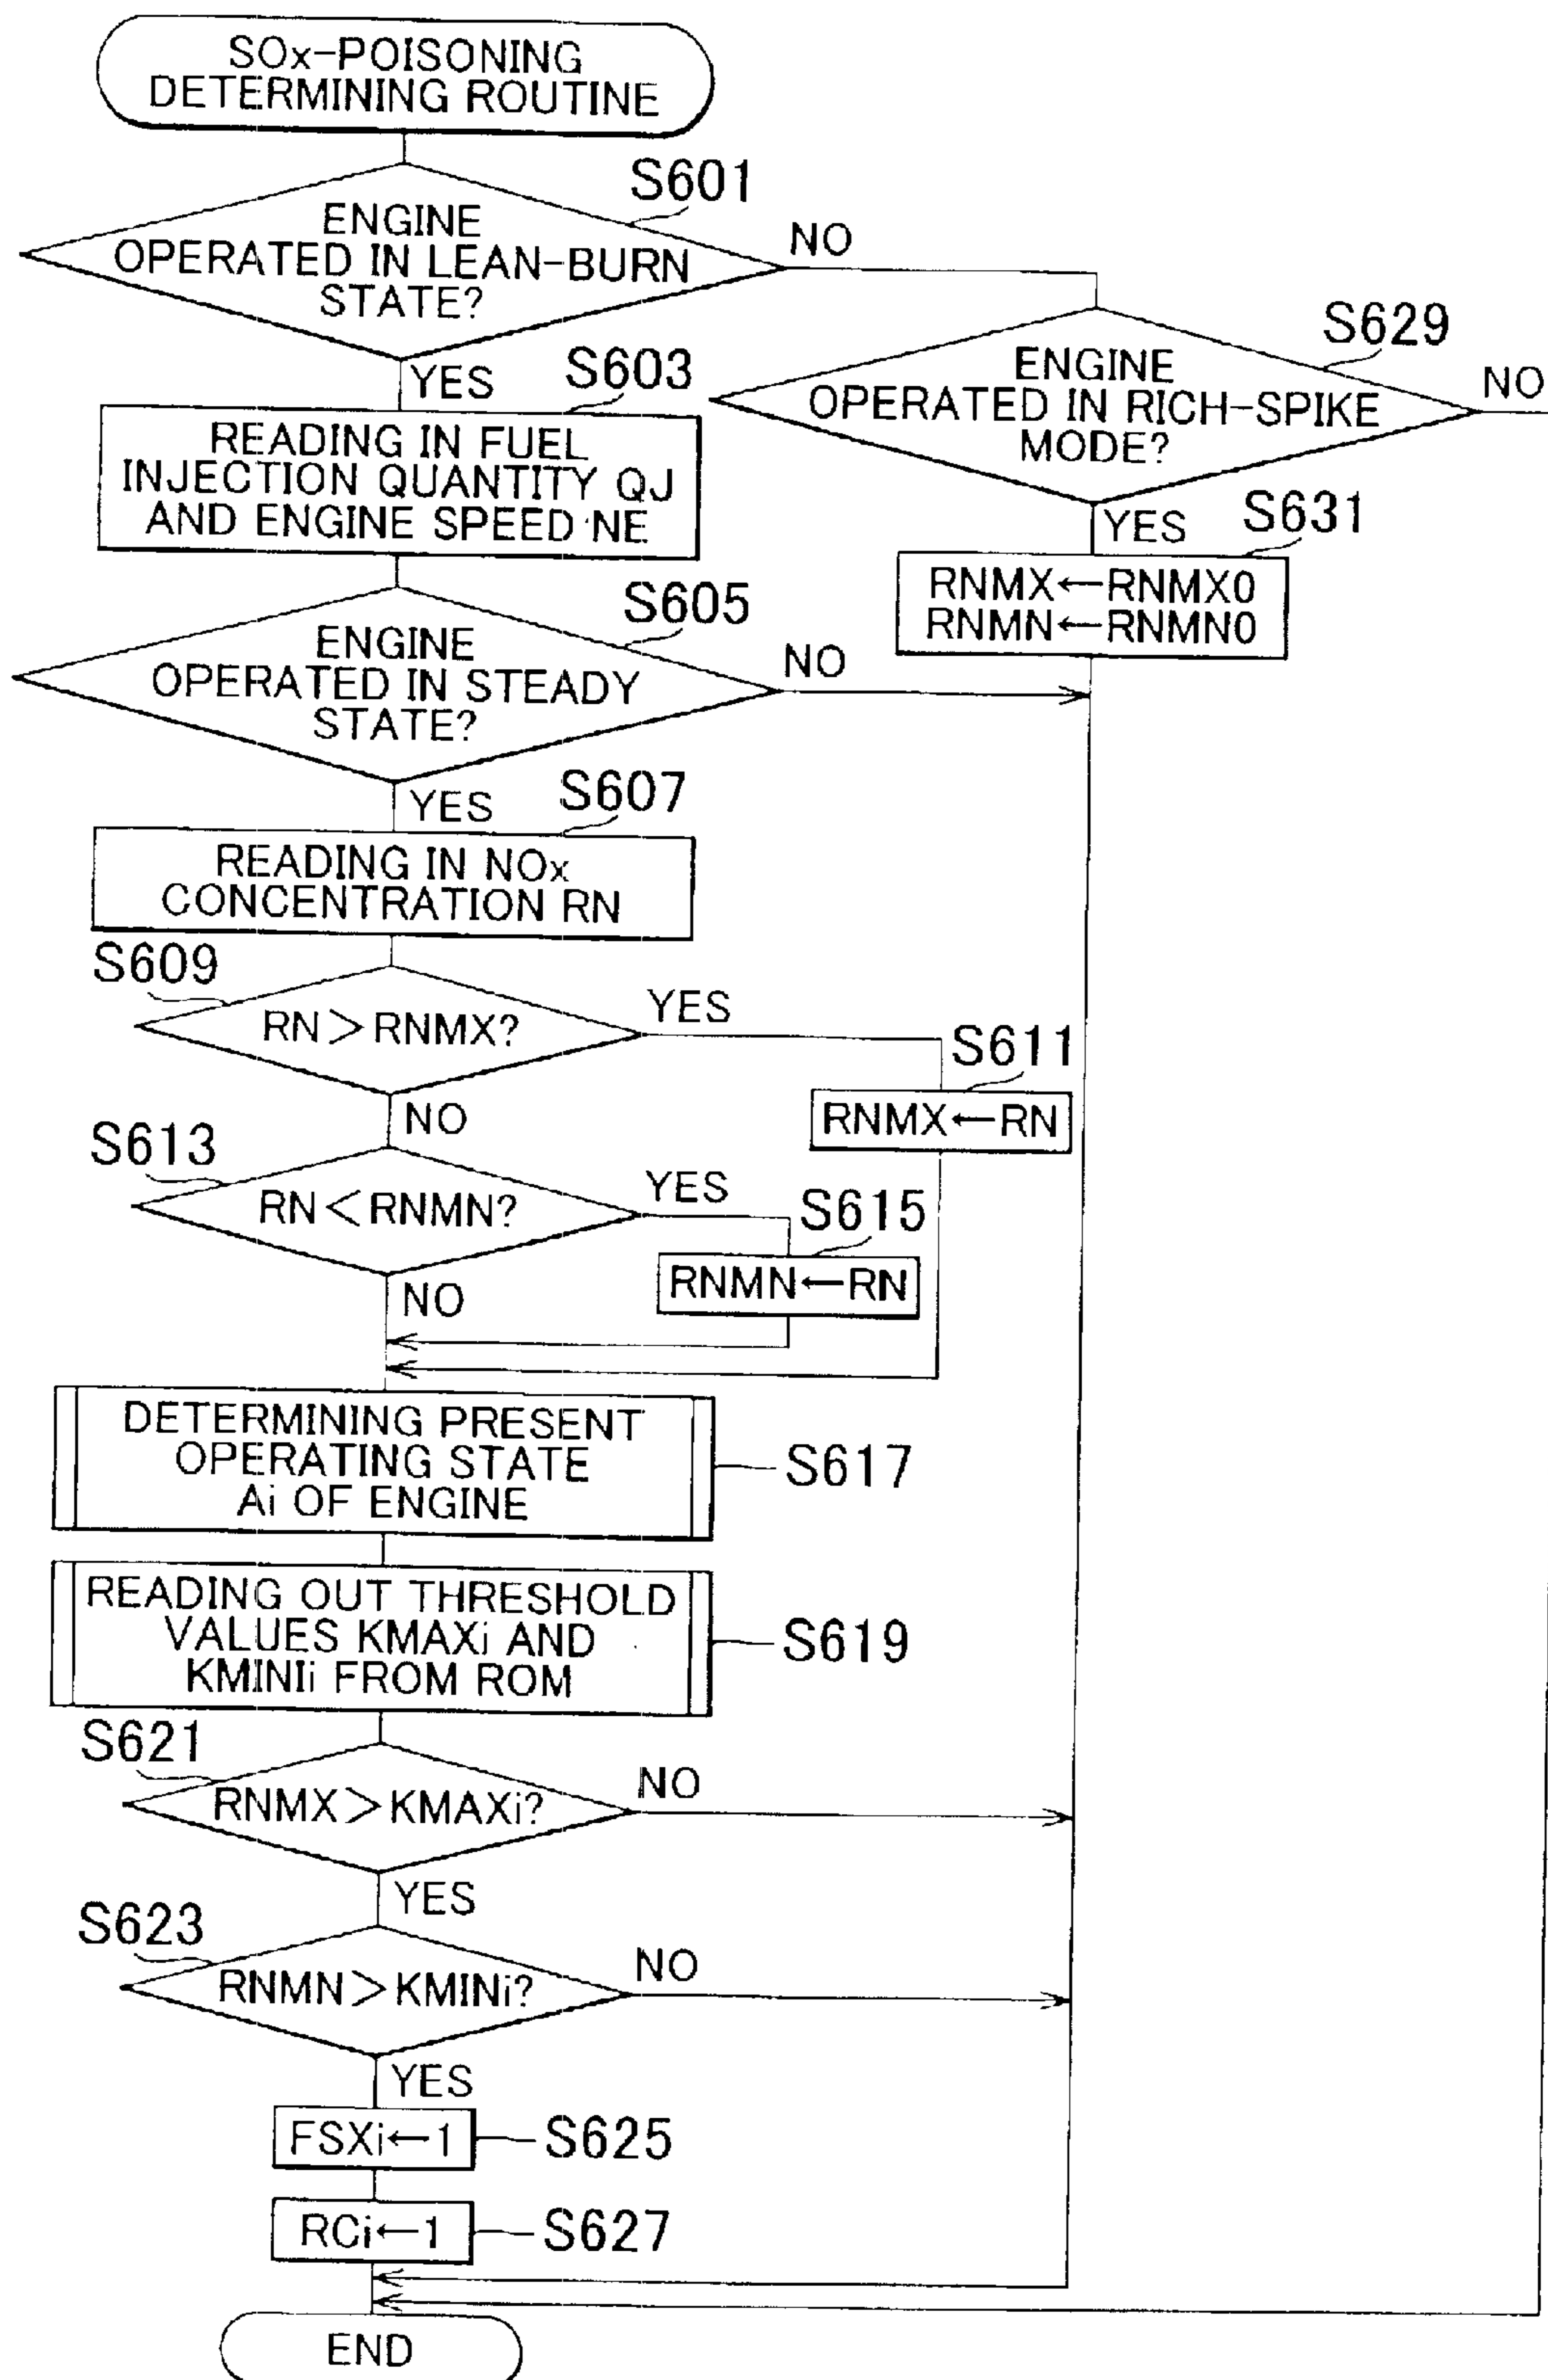 SOx-POISONING
DETERMINING ROUTINE
S601
ENGINE
OPERATED IN LEAN-BURN
STATE?
NO
YES
S629
ENGINE
OPERATED IN RICH-SPIKE
MODE?
NO
YES
S603
READING IN FUEL
INJECTION QUANTITY QJ
AND ENGINE SPEED NE
S631
RNMX←RNMX0
RNMN←RNMN0
S605
ENGINE
OPERATED IN STEADY
STATE?
NO
YES
S607
READING IN NOx
CONCENTRATION RN
S609
RN>RNMX?
YES
NO
S611
RNMX←RN
S613
RN<RNMN?
YES
NO
S615
RNMN←RN
DETERMINING PRESENT
OPERATING STATE
Ai OF ENGINE
S617
READING OUT THRESHOLD
VALUES KMAXi AND
KMINIi FROM ROM
S619
S621
RNMX>KMAXi?
NO
YES
S623
RNMN>KMINi?
NO
YES
FSXi←1
S625
RCi←1
S627
END